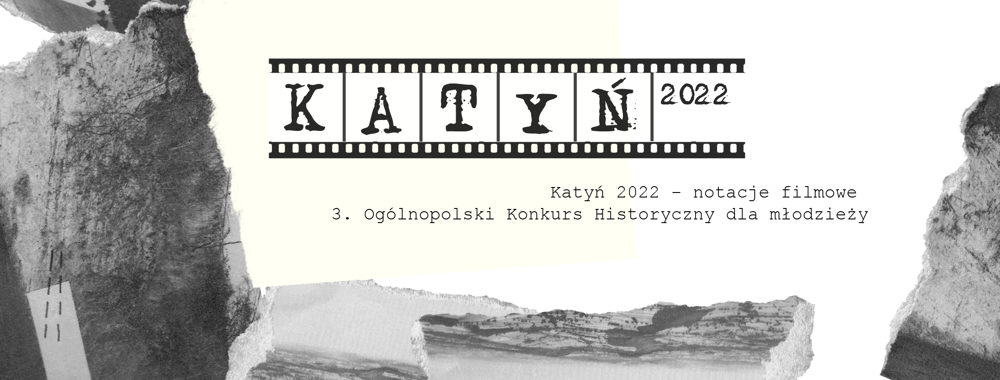 KATYŃ 2022
Katyń 2022 – notacje filmowe
3. Ogólnopolski Konkurs Historyczny dla młodzieży